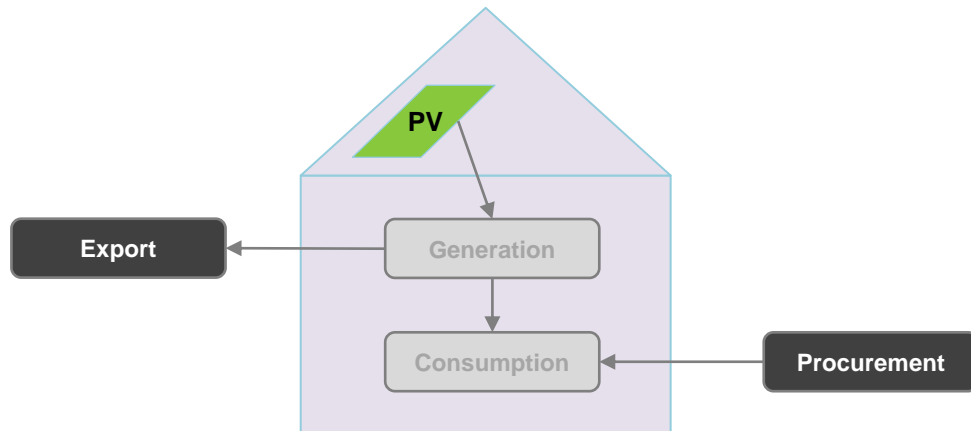 PV
Export
Generation
Consumption
Procurement